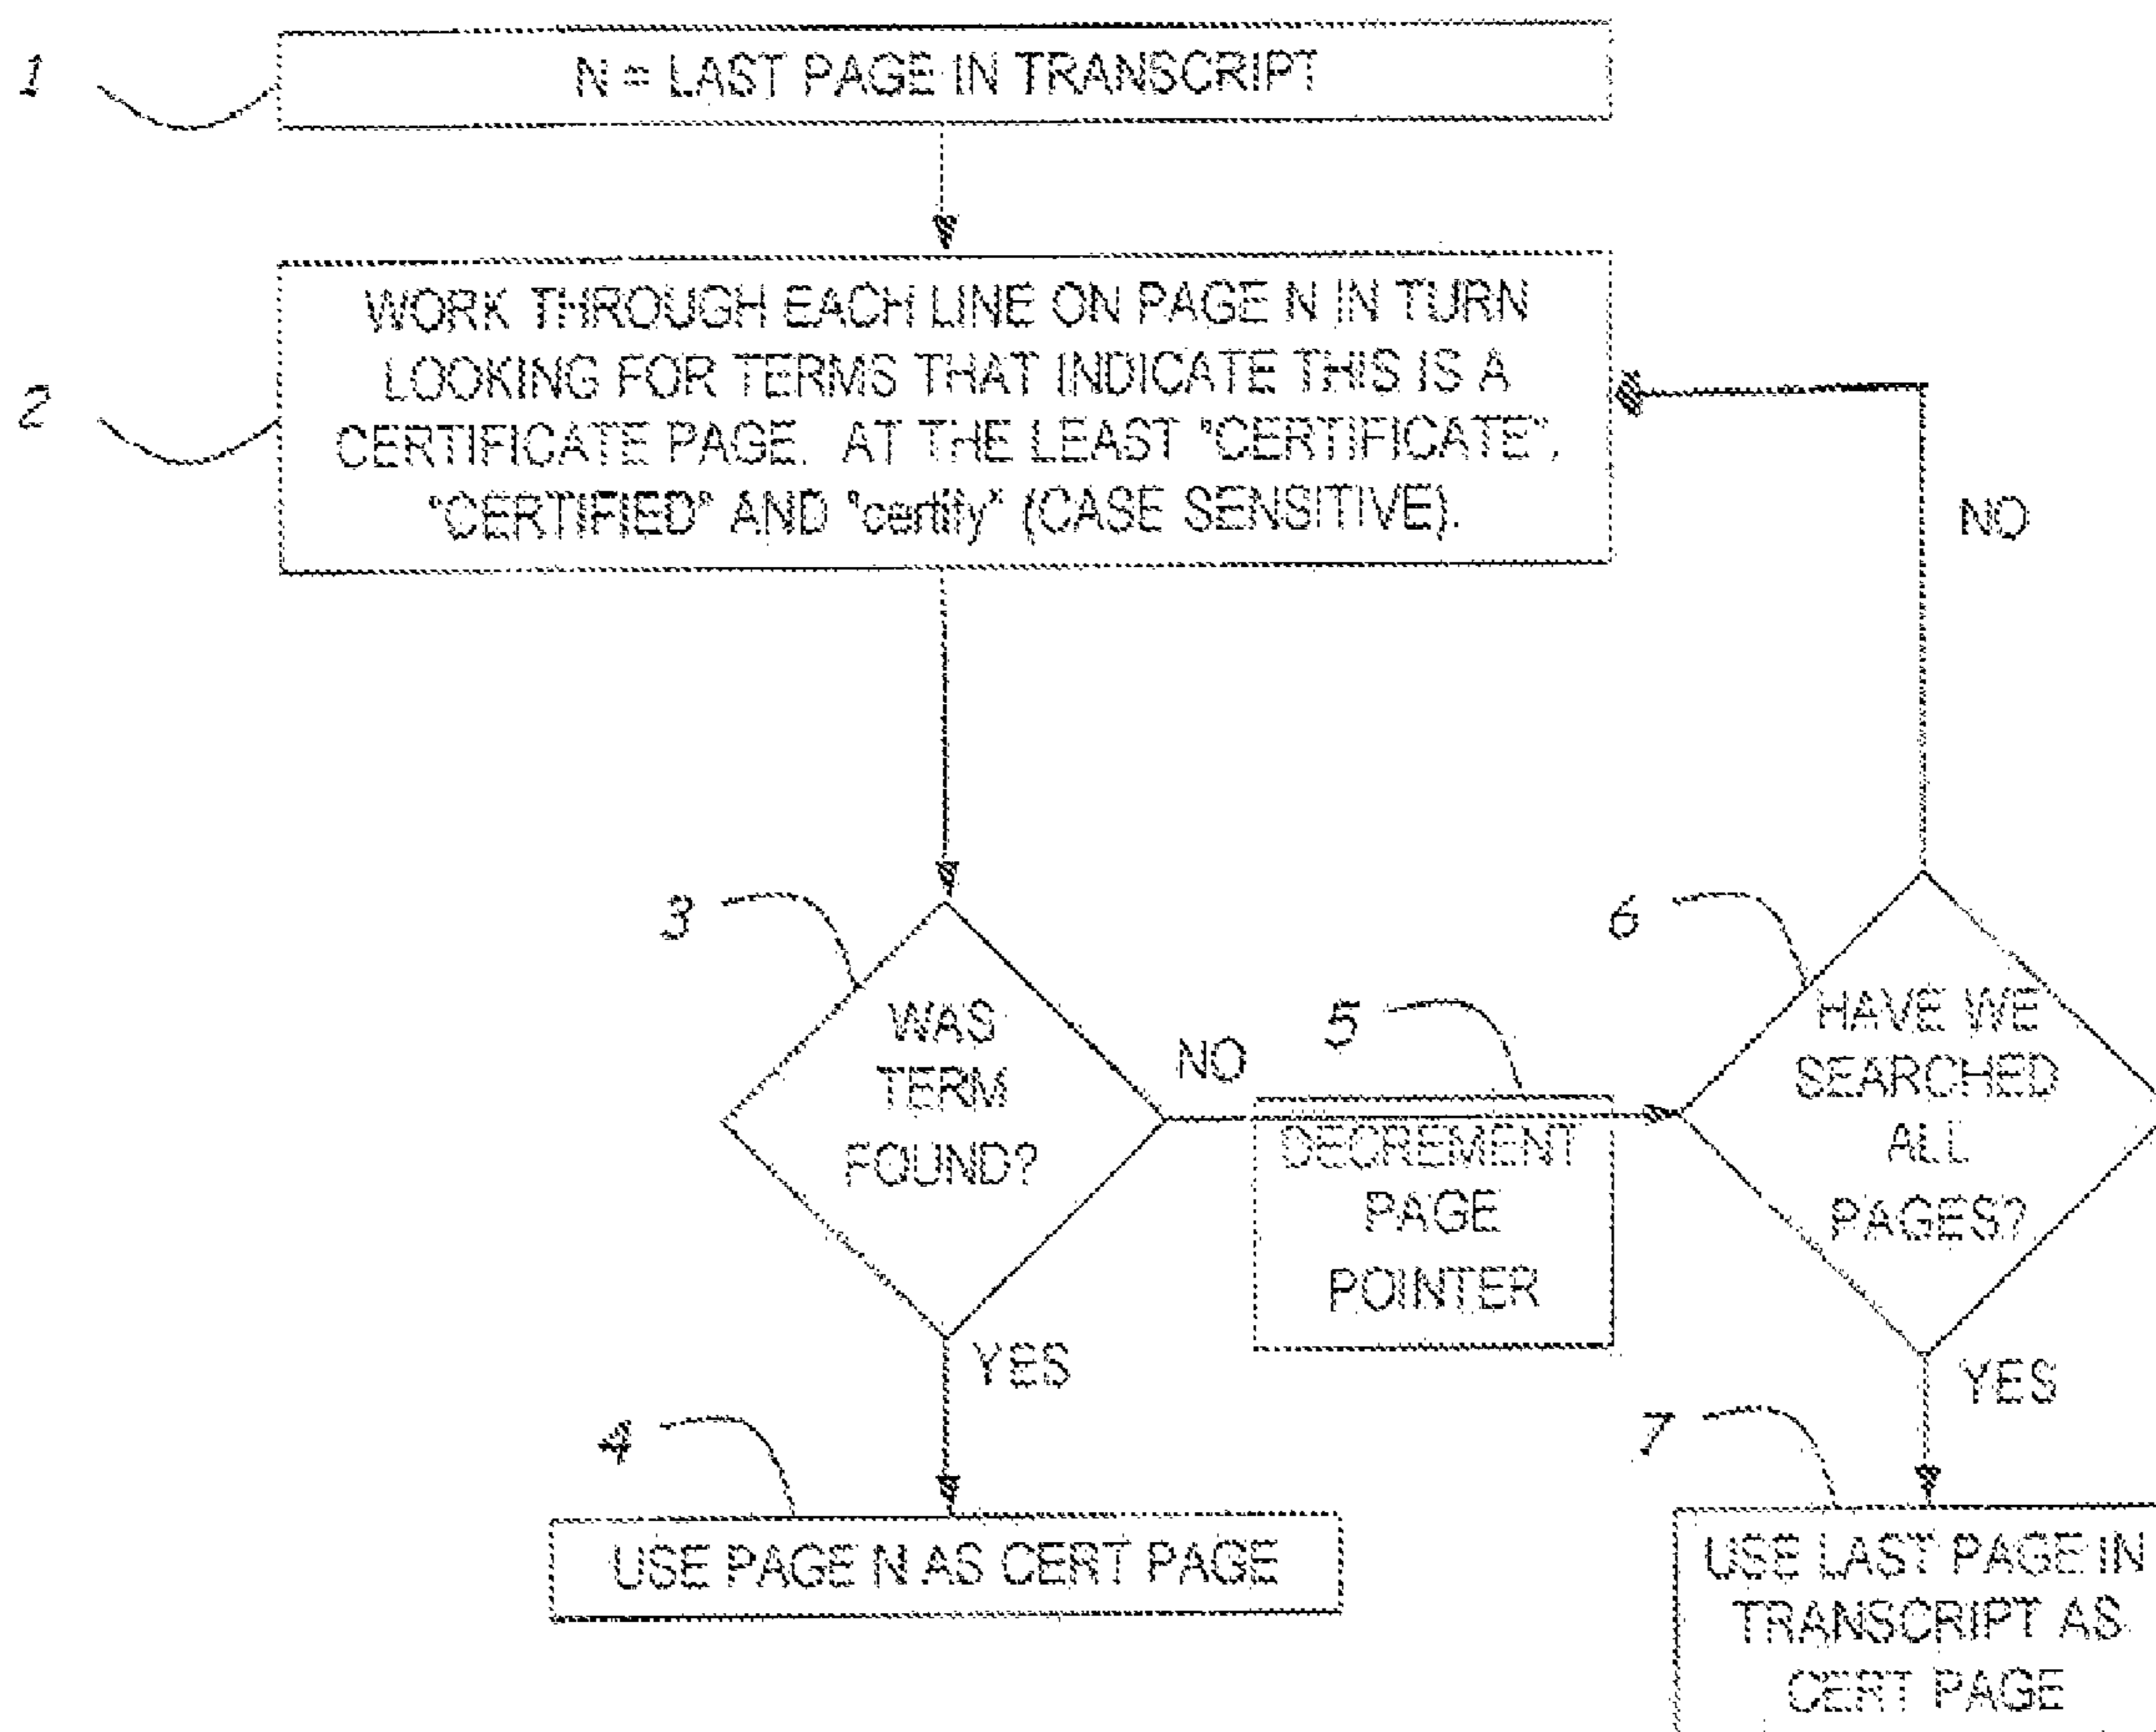 1
N = LAST PAGE IN TRANSCRIPT
2
WORK THROUGH EACH LINE ON PAGE N IN TURN
LOOKING FOR TERMS THAT INDICATE THIS IS A
CERTIFICATE PAGE. AT THE LEAST "CERTIFICATE",
"CERTIFIED" AND "certify" (CASE SENSITIVE).
NO
3
WAS
TERM
FOUND?
NO
5
DECREMENT
PAGE
POINTER
6
HAVE WE
SEARCHED
ALL
PAGES?
YES
4
USE PAGE N AS CERT PAGE
YES
7
USE LAST PAGE IN
TRANSCRIPT AS
CERT PAGE